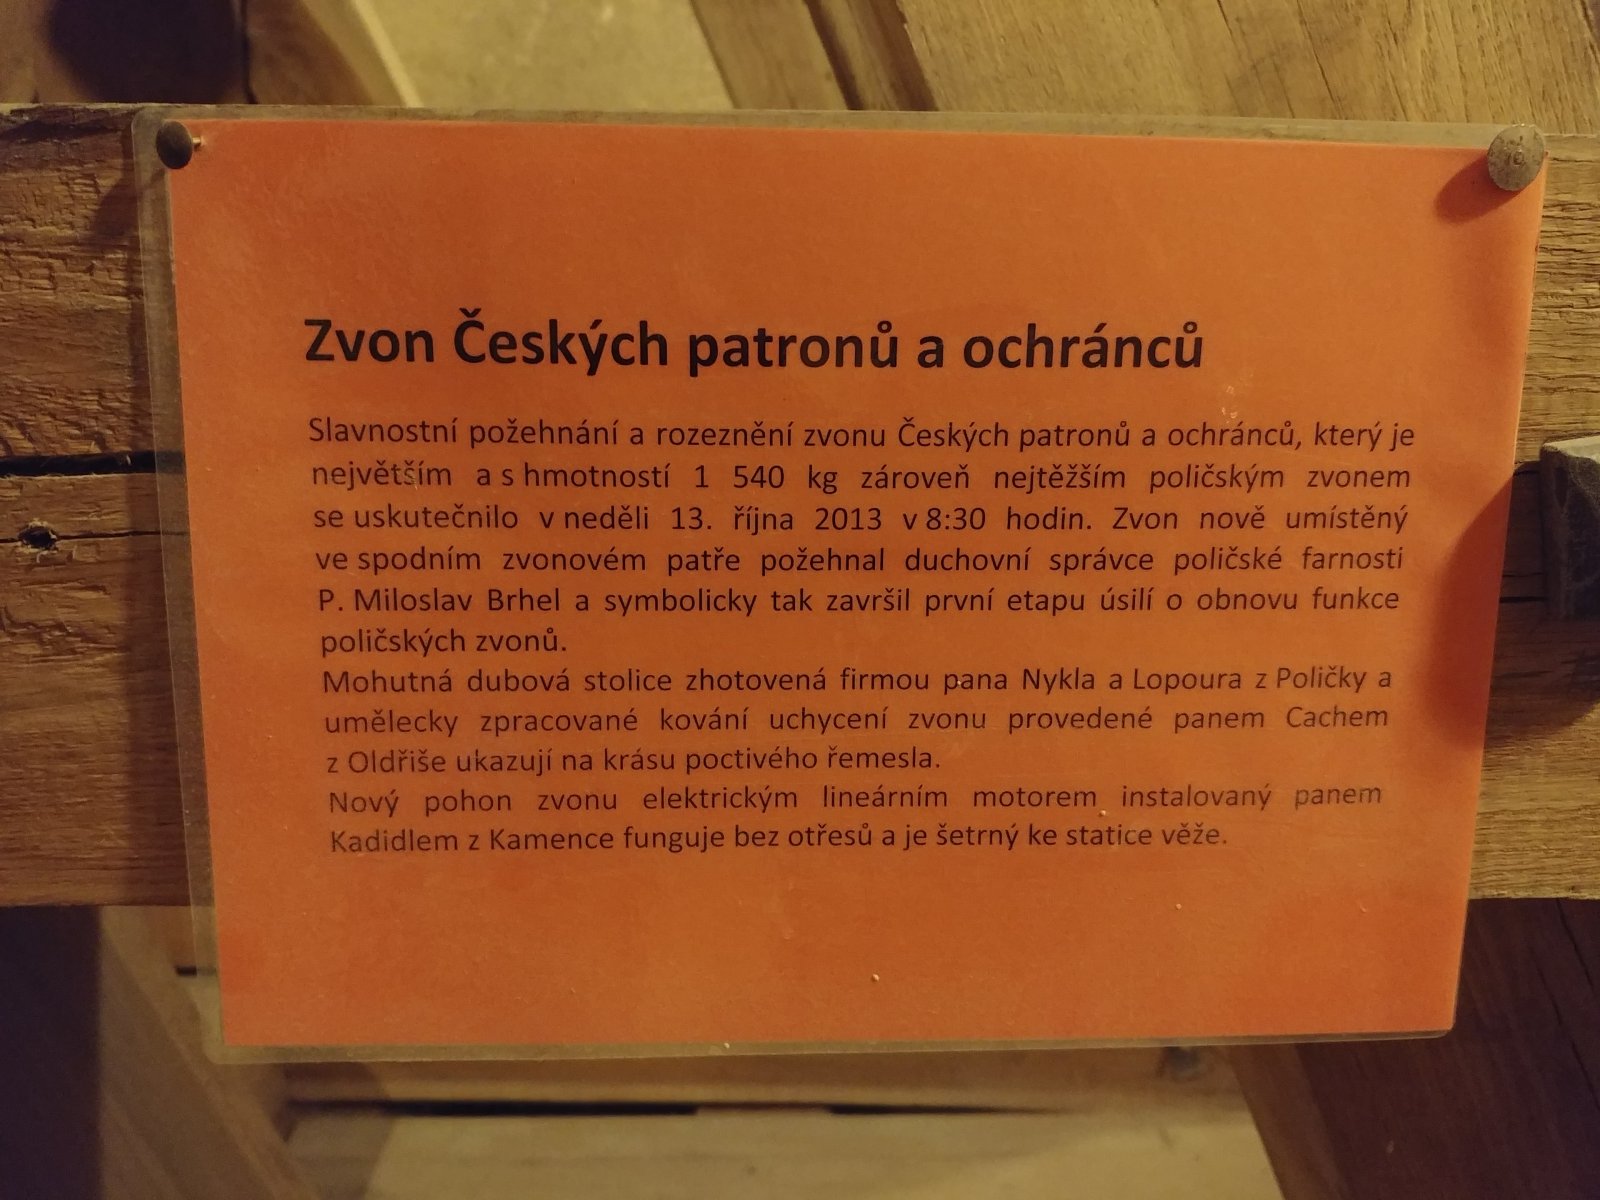 Zvon Českých patronů a ochránců
Slavnostní požehnání a rozeznění zvonu Českých patronů a ochránců, který je
největším a s hmotností 1 540 kg zároveň nejtěžším poličským zvonem
se uskutečnilo v neděli 13. října 2013 v 8:30 hodin. Zvon nově umístěný
ve spodním zvonovém patře požehnal duchovní správce poličské farnosti
P. Miloslav Brhel a symbolicky tak završil první etapu úsilí o obnovu funkce
poličských zvonů.
Mohutná dubová stolice zhotovená firmou pana Nykla a Lopoura z Poličky a
umělecky zpracované kování uchycení zvonu provedené panem Cachem
z Oldřiše ukazují na krásu poctivého řemesla.
Nový pohon zvonu elektrickým lineárním motorem instalovaný panem
Kadidlem z Kamence funguje bez otřesů a je šetrný ke statice věže.